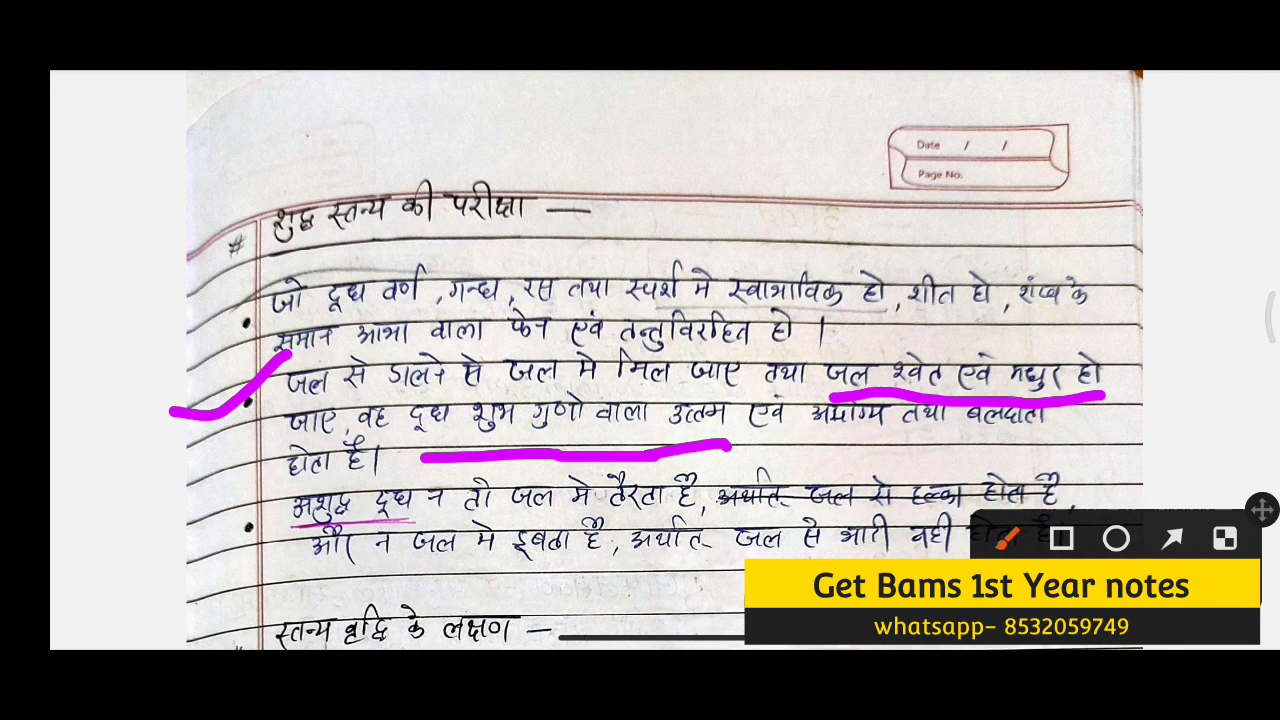 Date / /
Page No.
# शुद्ध स्तन्य की परीक्षा —
जो दूध वर्ण, गन्ध, रस तथा स्पर्श मे स्वाभाविक हो, शीत हो, शंख के
समान आभा वाला फेन एवं तन्तुविरहित हो ।
जल से गलने से जल मे मिल जाए तथा जल श्वेत एवं मधुर हो
जाए, वह दूध शुभ गुणो वाला उत्तम एवं अमोग्य तथा बलदाता
होता है।
अशुद्ध दूध न तो जल मे तैरता है, अर्थात- जल से हल्का होता है,
और न जल मे डूबता है, अर्थात- जल से भारी नही होता है।
Get Bams 1st Year notes
whatsapp- 8532059749
स्तन्य वृद्धि के लक्षण —